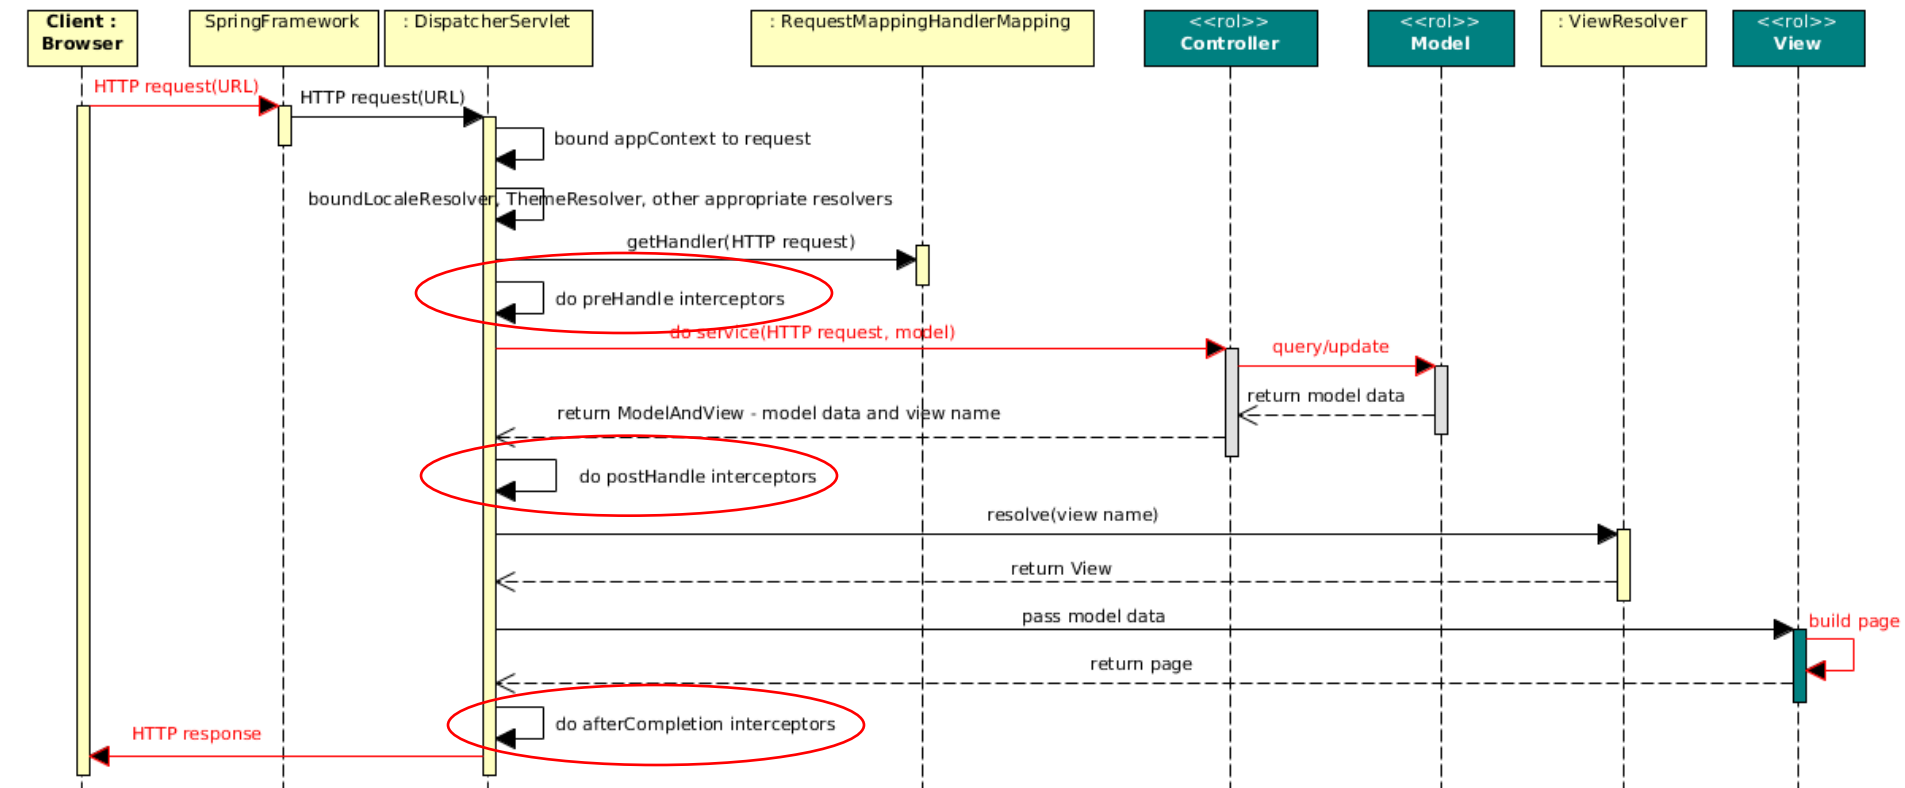 Client :
Browser
SpringFramework
: DispatcherServlet
: RequestMappingHandlerMapping
<<rol>>
Controller
<<rol>>
Model
: ViewResolver
<<rol>>
View
HTTP request(URL)
HTTP request(URL)
bound appContext to request
boundLocaleResolver, ThemeResolver, other appropriate resolvers
getHandler(HTTP request)
do preHandle interceptors
do service(HTTP request, model)
query/update
return model data
return ModelAndView - model data and view name
do postHandle interceptors
resolve(view name)
return View
pass model data
build page
return page
do afterCompletion interceptors
HTTP response